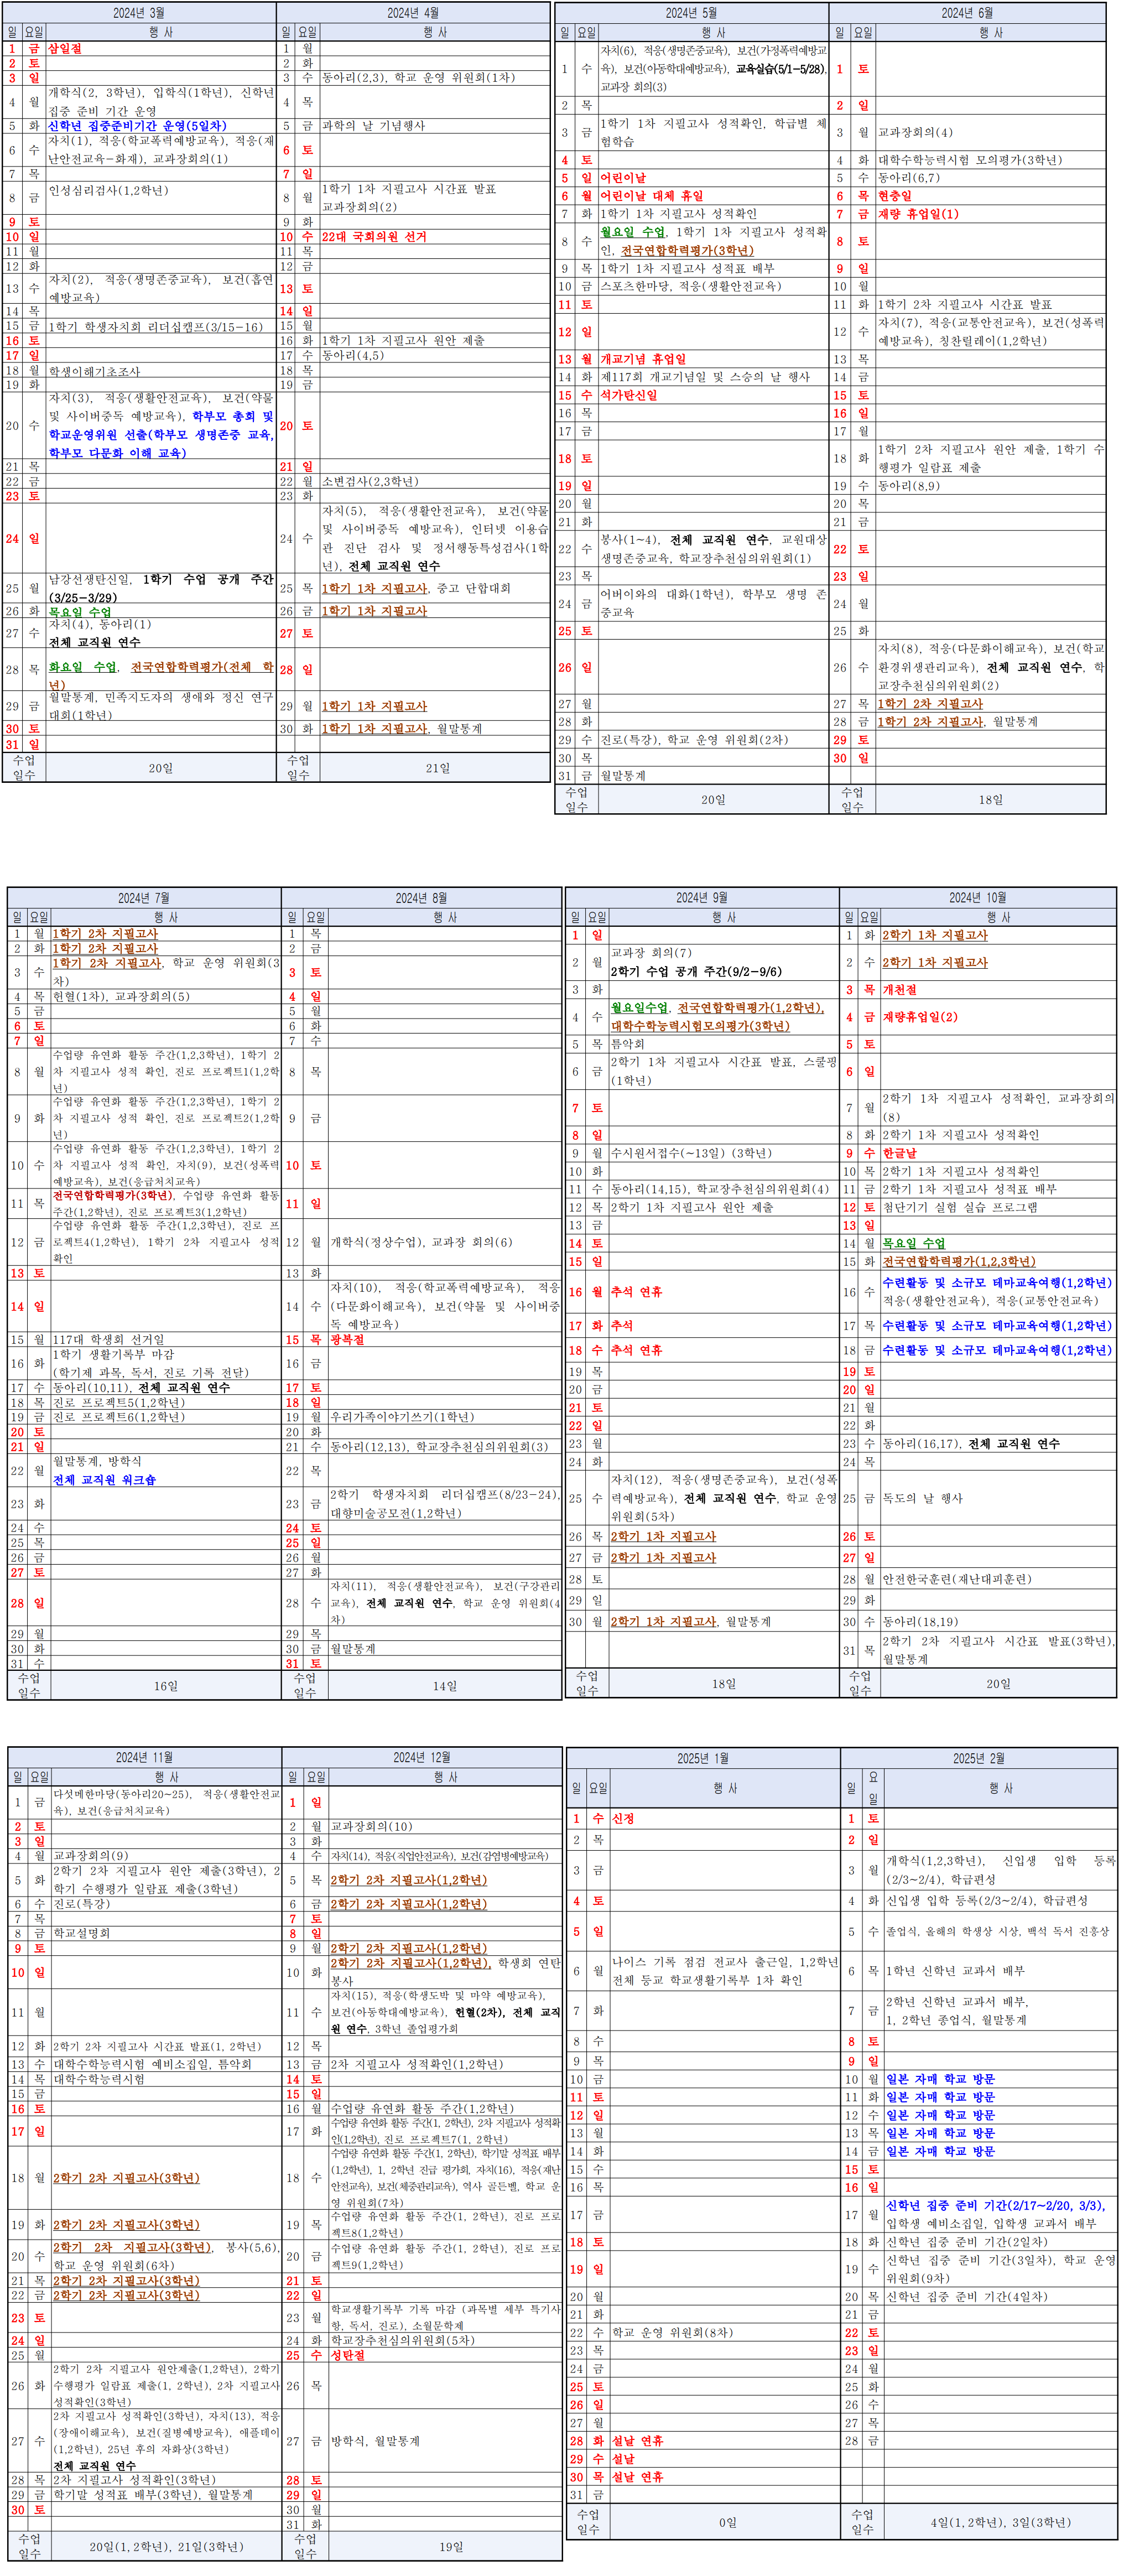 2024년 3월
일 요일 행 사
1 금 삼일절
2 토
3 일
4 월 개학식(2, 3학년), 입학식(1학년), 신학년
집중 준비 기간 운영
5 화 신학년 집중준비기간 운영(5일차)
6 수 자치(1), 적응(학교폭력예방교육), 적응(재
난안전교육-화재), 교과장회의(1)
7 목
8 금 인성심리검사(1,2학년)
9 토
10 일
11 월
12 화
13 수 자치(2), 적응(생명존중교육), 보건(흡연
예방교육)
14 목
15 금 1학기 학생자치회 리더십캠프(3/15-16)
16 토
17 일
18 월 학생이해기초조사
19 화
20 수 자치(3), 적응(생활안전교육), 보건(약물
및 사이버중독 예방교육), 학부모 총회 및
학교운영위원 선출(학부모 생명존중 교육,
학부모 다문화 이해 교육)
21 목
22 금
23 토
24 일
25 월 남강선생탄신일, 1학기 수업 공개 주간
(3/25-3/29)
26 화 목요일 수업
27 수 자치(4), 동아리(1)
전체 교직원 연수
28 목 화요일 수업, 전국연합학력평가(전체 학
년)
29 금 월말통계, 민족지도자의 생애와 정신 연구
대회(1학년)
30 토
31 일
수업
일수 20일
2024년 4월
일 요일 행 사
1 월
2 화
3 수 동아리(2,3), 학교 운영 위원회(1차)
4 목
5 금 과학의 날 기념행사
6 토
7 일
8 월 1학기 1차 지필고사 시간표 발표
교과장회의(2)
9 화
10 수 22대 국회의원 선거
11 목
12 금
13 토
14 일
15 월
16 화 1학기 1차 지필고사 원안 제출
17 수 동아리(4,5)
18 목
19 금
20 토
21 일
22 월 소변검사(2,3학년)
23 화
24 수 자치(5), 적응(생활안전교육), 보건(약물
및 사이버중독 예방교육), 인터넷 이용습
관 진단 검사 및 정서행동특성검사(1학
년), 전체 교직원 연수
25 목 1학기 1차 지필고사, 중고 단합대회
26 금 1학기 1차 지필고사
27 토
28 일
29 월 1학기 1차 지필고사
30 화 1학기 1차 지필고사, 월말통계
수업
일수 21일
2024년 5월
일 요일 행 사
1 수 자치(6), 적응(생명존중교육), 보건(가정폭력예방교
육), 보건(아동학대예방교육), 교육실습(5/1-5/28),
교과장 회의(3)
2 목
3 금 1학기 1차 지필고사 성적확인, 학급별 체
험학습
4 토
5 일 어린이날
6 월 어린이날 대체 휴일
7 화 1학기 1차 지필고사 성적확인
8 수 월요일 수업, 1학기 1차 지필고사 성적확
인, 전국연합학력평가(3학년)
9 목 1학기 1차 지필고사 성적표 배부
10 금 스포츠한마당, 적응(생활안전교육)
11 토
12 일
13 월 개교기념 휴업일
14 화 제117회 개교기념일 및 스승의 날 행사
15 수 석가탄신일
16 목
17 금
18 토
19 일
20 월
21 화
22 수 봉사(1~4), 전체 교직원 연수, 교원대상
생명존중교육, 학교장추천심의위원회(1)
23 목
24 금 어버이와의 대화(1학년), 학부모 생명 존
중교육
25 토
26 일
27 월
28 화
29 수 진로(특강), 학교 운영 위원회(2차)
30 목
31 금 월말통계
수업
일수 20일
2024년 6월
일 요일 행 사
1 토
2 일
3 월 교과장회의(4)
4 화 대학수학능력시험 모의평가(3학년)
5 수 동아리(6,7)
6 목 현충일
7 금 재량 휴업일(1)
8 토
9 일
10 월
11 화 1학기 2차 지필고사 시간표 발표
12 수 자치(7), 적응(교통안전교육), 보건(성폭력
예방교육), 칭찬릴레이(1,2학년)
13 목
14 금
15 토
16 일
17 월
18 화 1학기 2차 지필고사 원안 제출, 1학기 수
행평가 일람표 제출
19 수 동아리(8,9)
20 목
21 금
22 토
23 일
24 월
25 화
26 수 자치(8), 적응(다문화이해교육), 보건(학교
환경위생관리교육), 전체 교직원 연수, 학
교장추천심의위원회(2)
27 목 1학기 2차 지필고사
28 금 1학기 2차 지필고사, 월말통계
29 토
30 일
수업
일수 18일
2024년 7월
일 요일 행 사
1 월 1학기 2차 지필고사
2 화 1학기 2차 지필고사
3 수 1학기 2차 지필고사, 학교 운영 위원회(3
차)
4 목 헌혈(1차), 교과장회의(5)
5 금
6 토
7 일
8 월 수업량 유연화 활동 주간(1,2,3학년), 1학기 2
차 지필고사 성적 확인, 진로 프로젝트1(1,2학
년)
9 화 수업량 유연화 활동 주간(1,2,3학년), 1학기 2
차 지필고사 성적 확인, 진로 프로젝트2(1,2학
년)
10 수 수업량 유연화 활동 주간(1,2,3학년), 1학기 2
차 지필고사 성적 확인, 자치(9), 보건(성폭력
예방교육), 보건(응급처치교육)
11 목 전국연합학력평가(3학년), 수업량 유연화 활동
주간(1,2학년), 진로 프로젝트3(1,2학년)
12 금 수업량 유연화 활동 주간(1,2,3학년), 진로 프
로젝트4(1,2학년), 1학기 2차 지필고사 성적
확인
13 토
14 일
15 월 117대 학생회 선거일
16 화 1학기 생활기록부 마감
(학기제 과목, 독서, 진로 기록 전달)
17 수 동아리(10,11), 전체 교직원 연수
18 목 진로 프로젝트5(1,2학년)
19 금 진로 프로젝트6(1,2학년)
20 토
21 일
22 월 월말통계, 방학식
전체 교직원 워크숍
23 화
24 수
25 목
26 금
27 토
28 일
29 월
30 화
31 수
수업
일수 16일
2024년 8월
일 요일 행 사
1 목
2 금
3 토
4 일
5 월
6 화
7 수
8 목
9 금
10 토
11 일
12 월 개학식(정상수업), 교과장 회의(6)
13 화
14 수 자치(10), 적응(학교폭력예방교육), 적응
(다문화이해교육), 보건(약물 및 사이버중
독 예방교육)
15 목 광복절
16 금
17 토
18 일
19 월 우리가족이야기쓰기(1학년)
20 화
21 수 동아리(12,13), 학교장추천심의위원회(3)
22 목
23 금 2학기 학생자치회 리더십캠프(8/23-24),
대향미술공모전(1,2학년)
24 토
25 일
26 월
27 화
28 수 자치(11), 적응(생활안전교육), 보건(구강관리
교육), 전체 교직원 연수, 학교 운영 위원회(4
차)
29 목
30 금 월말통계
31 토
수업
일수 14일
2024년 9월
일 요일 행 사
1 일
2 월 교과장 회의(7)
2학기 수업 공개 주간(9/2-9/6)
3 화
4 수 월요일수업, 전국연합학력평가(1,2학년),
대학수학능력시험모의평가(3학년)
5 목 틈악회
6 금 2학기 1차 지필고사 시간표 발표, 스쿨핑
(1학년)
7 토
8 일
9 월 수시원서접수(~13일) (3학년)
10 화
11 수 동아리(14,15), 학교장추천심의위원회(4)
12 목 2학기 1차 지필고사 원안 제출
13 금
14 토
15 일
16 월 추석 연휴
17 화 추석
18 수 추석 연휴
19 목
20 금
21 토
22 일
23 월
24 화
25 수 자치(12), 적응(생명존중교육), 보건(성폭
력예방교육), 전체 교직원 연수, 학교 운영
위원회(5차)
26 목 2학기 1차 지필고사
27 금 2학기 1차 지필고사
28 토
29 일
30 월 2학기 1차 지필고사, 월말통계
수업
일수 18일
2024년 10월
일 요일 행 사
1 화 2학기 1차 지필고사
2 수 2학기 1차 지필고사
3 목 개천절
4 금 재량휴업일(2)
5 토
6 일
7 월 2학기 1차 지필고사 성적확인, 교과장회의
(8)
8 화 2학기 1차 지필고사 성적확인
9 수 한글날
10 목 2학기 1차 지필고사 성적확인
11 금 2학기 1차 지필고사 성적표 배부
12 토 첨단기기 실험 실습 프로그램
13 일
14 월 목요일 수업
15 화 전국연합학력평가(1,2,3학년)
16 수 수련활동 및 소규모 테마교육여행(1,2학년)
적응(생활안전교육), 적응(교통안전교육)
17 목 수련활동 및 소규모 테마교육여행(1,2학년)
18 금 수련활동 및 소규모 테마교육여행(1,2학년)
19 토
20 일
21 월
22 화
23 수 동아리(16,17), 전체 교직원 연수
24 목
25 금 독도의 날 행사
26 토
27 일
28 월 안전한국훈련(재난대피훈련)
29 화
30 수 동아리(18,19)
31 목 2학기 2차 지필고사 시간표 발표(3학년),
월말통계
수업
일수 20일
2024년 11월
일 요일 행 사
1 금 다섯메한마당(동아리20~25), 적응(생활안전교
육), 보건(응급처치교육)
2 토
3 일
4 월 교과장회의(9)
5 화 2학기 2차 지필고사 원안 제출(3학년), 2
학기 수행평가 일람표 제출(3학년)
6 수 진로(특강)
7 목
8 금 학교설명회
9 토
10 일
11 월
12 화 2학기 2차 지필고사 시간표 발표(1, 2학년)
13 수 대학수학능력시험 예비소집일, 틈악회
14 목 대학수학능력시험
15 금
16 토
17 일
18 월 2학기 2차 지필고사(3학년)
19 화 2학기 2차 지필고사(3학년)
20 수 2학기 2차 지필고사(3학년), 봉사(5,6),
학교 운영 위원회(6차)
21 목 2학기 2차 지필고사(3학년)
22 금 2학기 2차 지필고사(3학년)
23 토
24 일
25 월
26 화 2학기 2차 지필고사 원안제출(1,2학년), 2학기
수행평가 일람표 제출(1, 2학년), 2차 지필고사
성적확인(3학년)
27 수 2차 지필고사 성적확인(3학년), 자치(13), 적응
(장애이해교육), 보건(질병예방교육), 애플데이
(1,2학년), 25년 후의 자화상(3학년)
전체 교직원 연수
28 목 2차 지필고사 성적확인(3학년)
29 금 학기말 성적표 배부(3학년), 월말통계
30 토
수업
일수 20일(1, 2학년), 21일(3학년)
2024년 12월
일 요일 행 사
1 일
2 월 교과장회의(10)
3 화
4 수 자치(14), 적응(직업안전교육), 보건(감염병예방교육)
5 목 2학기 2차 지필고사(1,2학년)
6 금 2학기 2차 지필고사(1,2학년)
7 토
8 일
9 월 2학기 2차 지필고사(1,2학년)
10 화 2학기 2차 지필고사(1,2학년), 학생회 연탄
봉사
11 수 자치(15), 적응(학생도박 및 마약 예방교육),
보건(아동학대예방교육), 헌혈(2차), 전체 교직
원 연수, 3학년 졸업평가회
12 목
13 금 2차 지필고사 성적확인(1,2학년)
14 토
15 일
16 월 수업량 유연화 활동 주간(1,2학년)
17 화 수업량 유연화 활동 주간(1, 2학년), 2차 지필고사 성적확
인(1,2학년), 진로 프로젝트7(1, 2학년)
18 수 수업량 유연화 활동 주간(1, 2학년), 학기말 성적표 배부
(1,2학년), 1, 2학년 진급 평가회, 자치(16), 적응(재난
안전교육), 보건(체중관리교육), 역사 골든벨, 학교 운
영 위원회(7차)
19 목 수업량 유연화 활동 주간(1, 2학년), 진로 프로
젝트8(1,2학년)
20 금 수업량 유연화 활동 주간(1, 2학년), 진로 프로
젝트9(1,2학년)
21 토
22 일
23 월 학교생활기록부 기록 마감 (과목별 세부 특기사
항, 독서, 진로), 소월문학제
24 화 학교장추천심의위원회(5차)
25 수 성탄절
26 목
27 금 방학식, 월말통계
28 토
29 일
30 월
31 화
수업
일수 19일
2025년 1월
일 요일 행 사
1 수 신정
2 목
3 금
4 토
5 일
6 월 나이스 기록 점검 전교사 출근일, 1,2학년
전체 등교 학교생활기록부 1차 확인
7 화
8 수
9 목
10 금
11 토
12 일
13 월
14 화
15 수
16 목
17 금
18 토
19 일
20 월
21 화
22 수 학교 운영 위원회(8차)
23 목
24 금
25 토
26 일
27 월
28 화 설날 연휴
29 수 설날
30 목 설날 연휴
31 금
수업
일수 0일
2025년 2월
일 요
일 행 사
1 토
2 일
3 월 개학식(1,2,3학년), 신입생 입학 등록
(2/3~2/4), 학급편성
4 화 신입생 입학 등록(2/3~2/4), 학급편성
5 수 졸업식, 올해의 학생상 시상, 백석 독서 진흥상
6 목 1학년 신학년 교과서 배부
7 금 2학년 신학년 교과서 배부,
1, 2학년 종업식, 월말통계
8 토
9 일
10 월 일본 자매 학교 방문
11 화 일본 자매 학교 방문
12 수 일본 자매 학교 방문
13 목 일본 자매 학교 방문
14 금 일본 자매 학교 방문
15 토
16 일
17 월 신학년 집중 준비 기간(2/17~2/20, 3/3),
입학생 예비소집일, 입학생 교과서 배부
18 화 신학년 집중 준비 기간(2일차)
19 수 신학년 집중 준비 기간(3일차), 학교 운영
위원회(9차)
20 목 신학년 집중 준비 기간(4일차)
21 금
22 토
23 일
24 월
25 화
26 수
27 목
28 금
수업
일수 4일(1, 2학년), 3일(3학년)